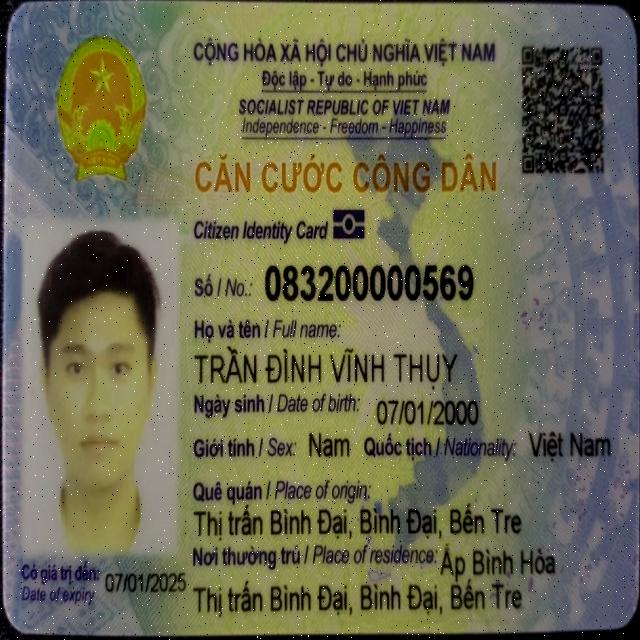 CỘNG HÒA XÃ HỘI CHỦ NGHĨA VIỆT NAM
Độc lập - Tự do - Hạnh phúc
SOCIALIST REPUBLIC OF VIET NAM
Independence - Freedom - Happiness
CĂN CƯỚC CÔNG DÂN
Citizen Identity Card
Số / No.: 083200000569
Họ và tên / Full name:
TRẦN ĐÌNH VĨNH THỤY
Ngày sinh / Date of birth: 07/01/2000
Giới tính / Sex: Nam Quốc tịch / Nationality: Việt Nam
Quê quán / Place of origin:
Thị trấn Bình Đại, Bình Đại, Bến Tre
Nơi thường trú / Place of residence: Ấp Bình Hòa
Thị trấn Bình Đại, Bình Đại, Bến Tre
Có giá trị đến: 07/01/2025
Date of expiry